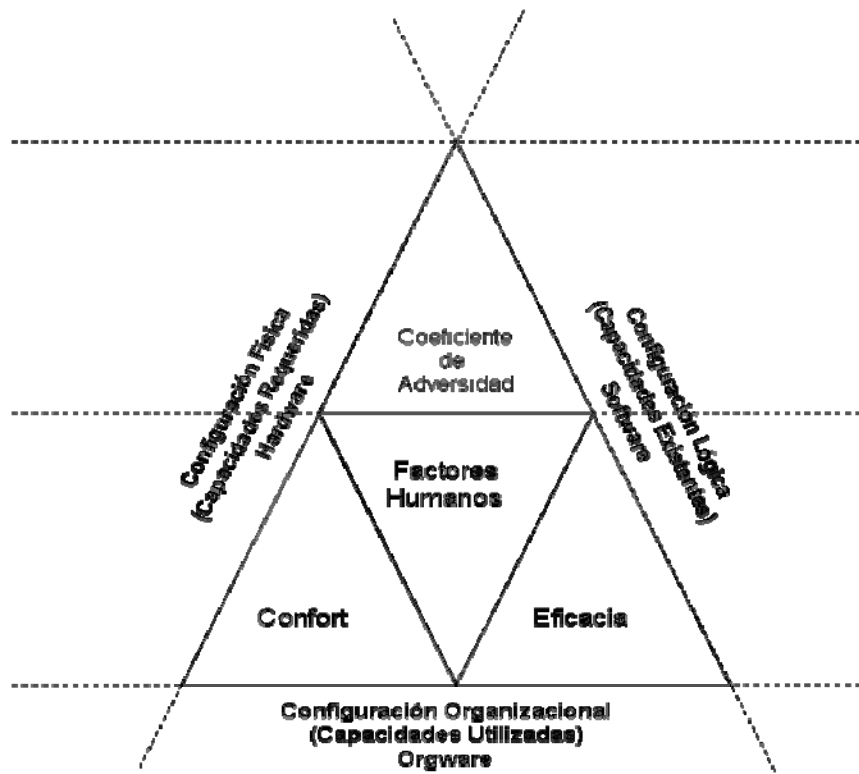 Configuración Física
(Capacidades Requeridas)
Hardware
Configuración Lógica
(Capacidades Existentes)
Software
Coeficiente
de
Adversidad
Factores
Humanos
Confort
Eficacia
Configuración Organizacional
(Capacidades Utilizadas)
Orgware